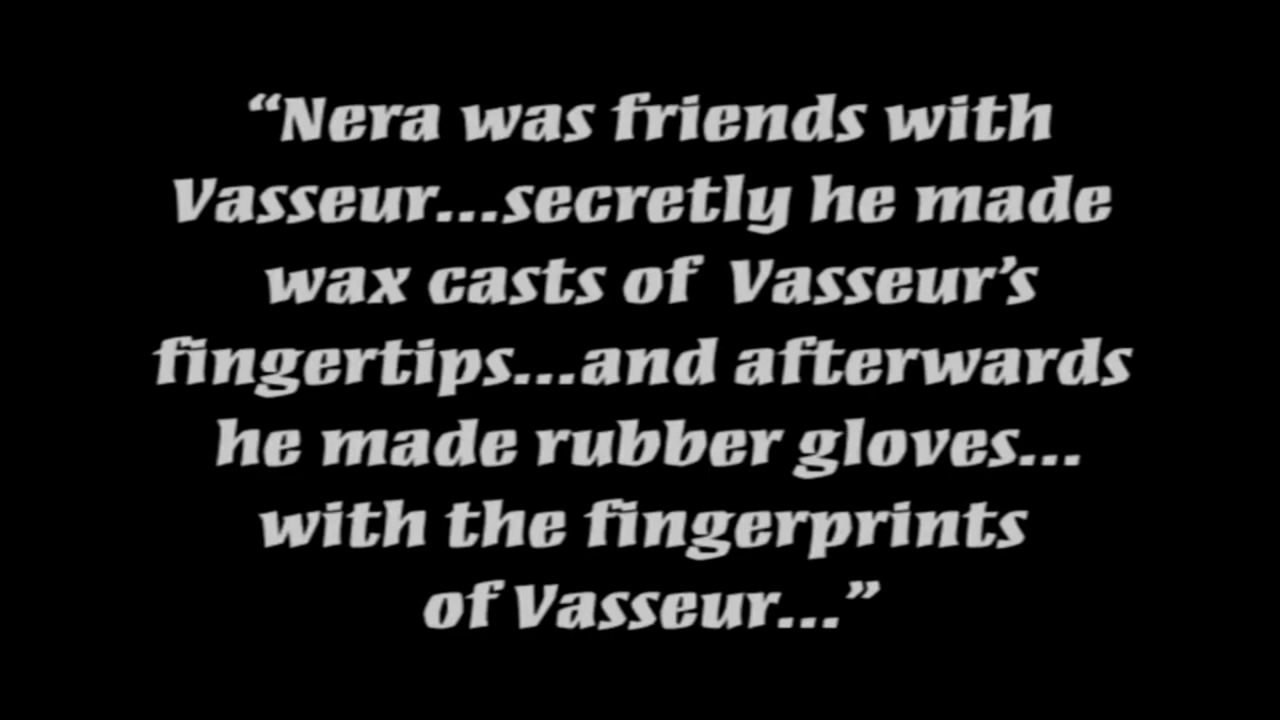 “Nera was friends with
Vasseur...secretly he made
wax casts of Vasseur’s
fingertips...and afterwards
he made rubber gloves...
with the fingerprints
of Vasseur...”